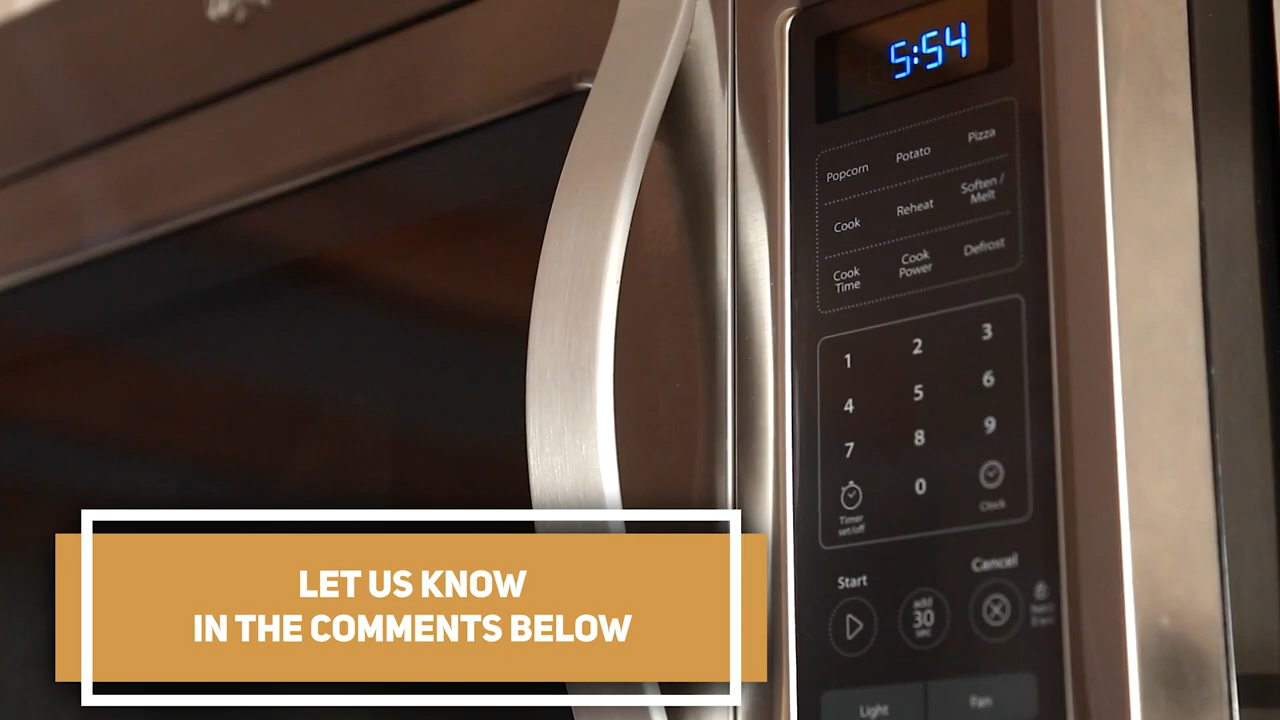 5:54
Popcorn Potato Pizza
Cook Reheat Soften /
Melt
Cook
Time Cook
Power Defrost
1 2 3
4 5 6
7 8 9
0
Timer
set/off
Clock
Start Cancel
add
30
sec
Light Fan
LET US KNOW
IN THE COMMENTS BELOW